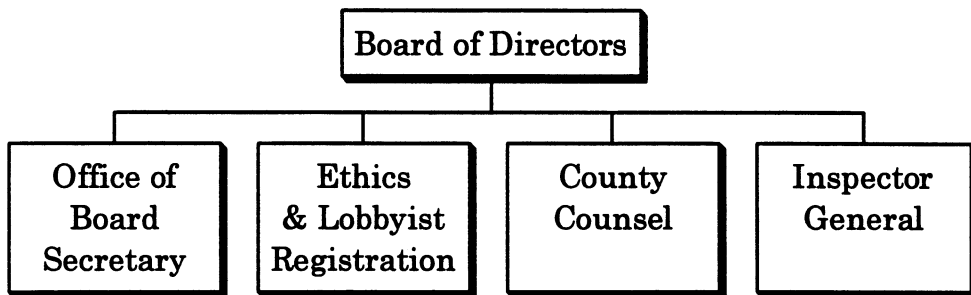 Board of Directors
Office of
Board
Secretary
Ethics
& Lobbyist
Registration
County
Counsel
Inspector
General